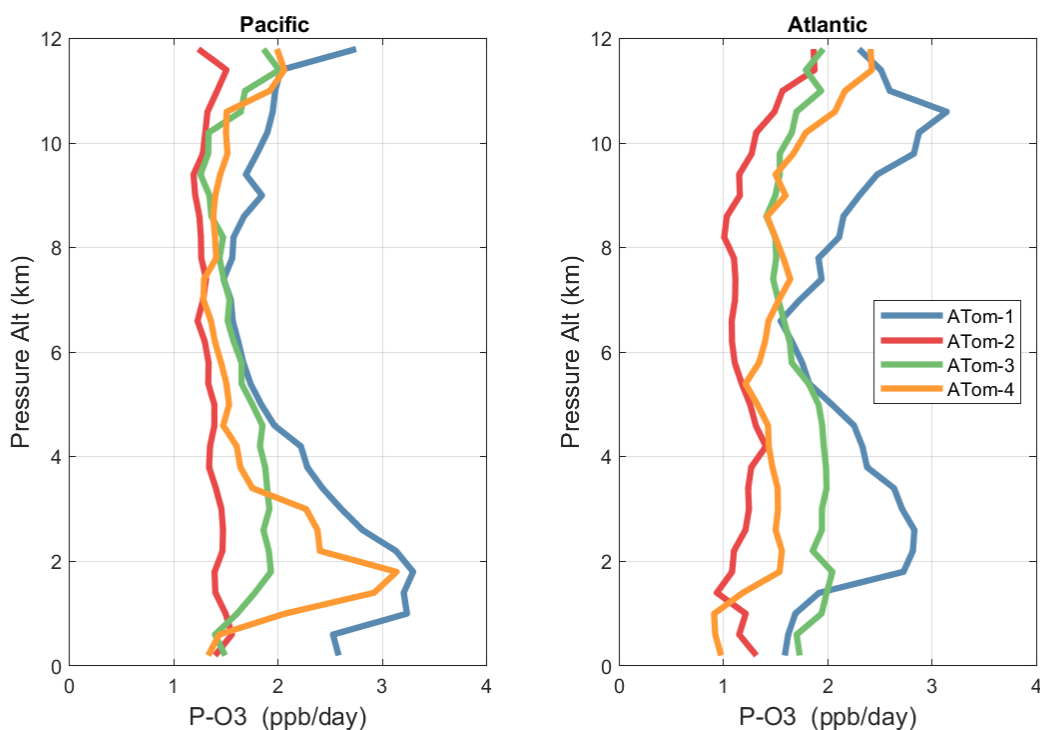 Pacific
12
10
8
6
4
2
0
0 1 2 3 4
Pressure Alt (km)
P-O3 (ppb/day)
Atlantic
12
10
8
6
4
2
0
0 1 2 3 4
Pressure Alt (km)
P-O3 (ppb/day)
ATom-1
ATom-2
ATom-3
ATom-4